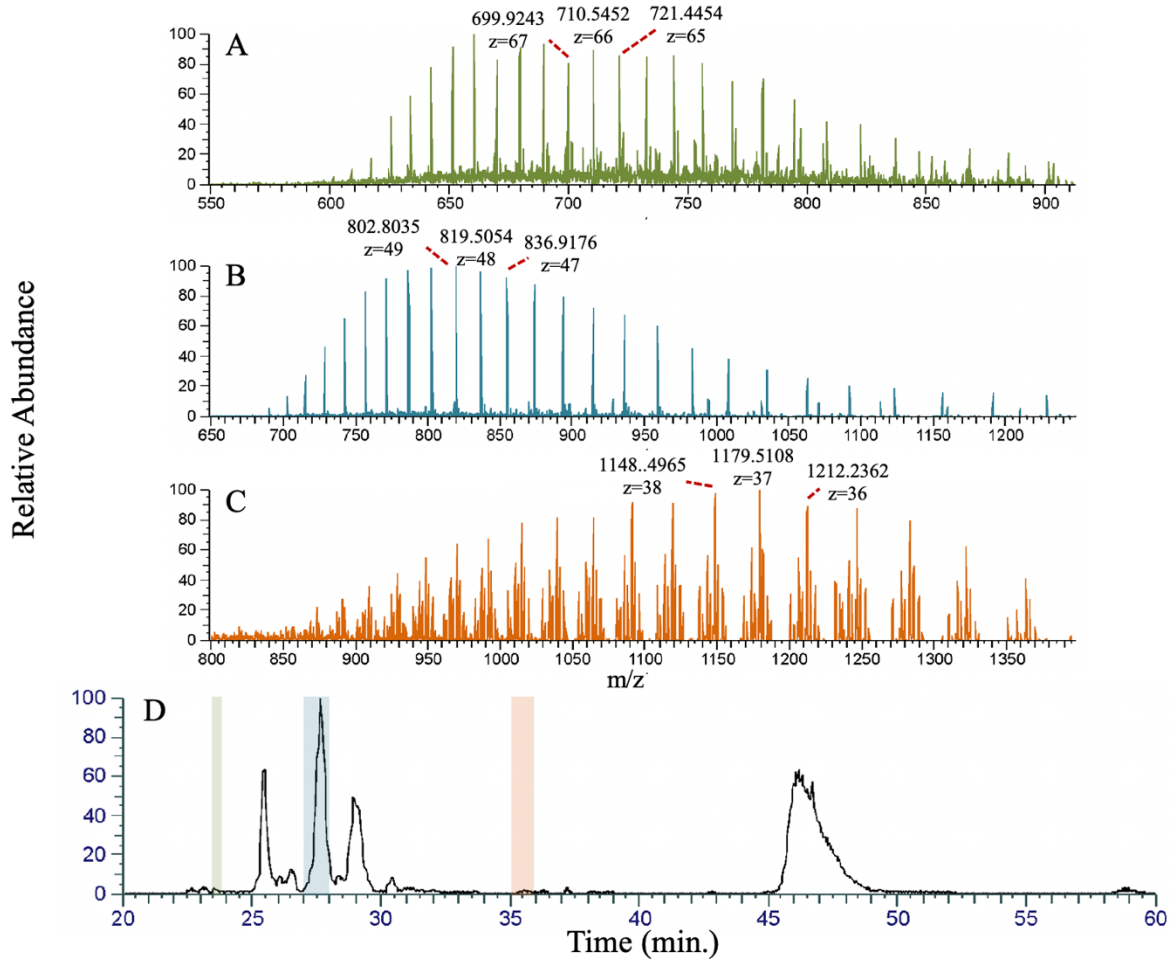 699.9243 710.5452 721.4454
z=67 z=66 z=65
A
100
80
60
40
20
0
550 600 650 700 750 800 850 900
802.8035 819.5054 836.9176
z=49 z=48 z=47
B
100
80
60
40
20
0
650 700 750 800 850 900 950 1000 1050 1100 1150 1200
1148..4965 1179.5108 1212.2362
z=38 z=37 z=36
C
100
80
60
40
20
0
800 850 900 950 1000 1050 1100 1150 1200 1250 1300 1350
m/z
Relative Abundance
D
100
80
60
40
20
0
20 25 30 35 40 45 50 55 60
Time (min.)